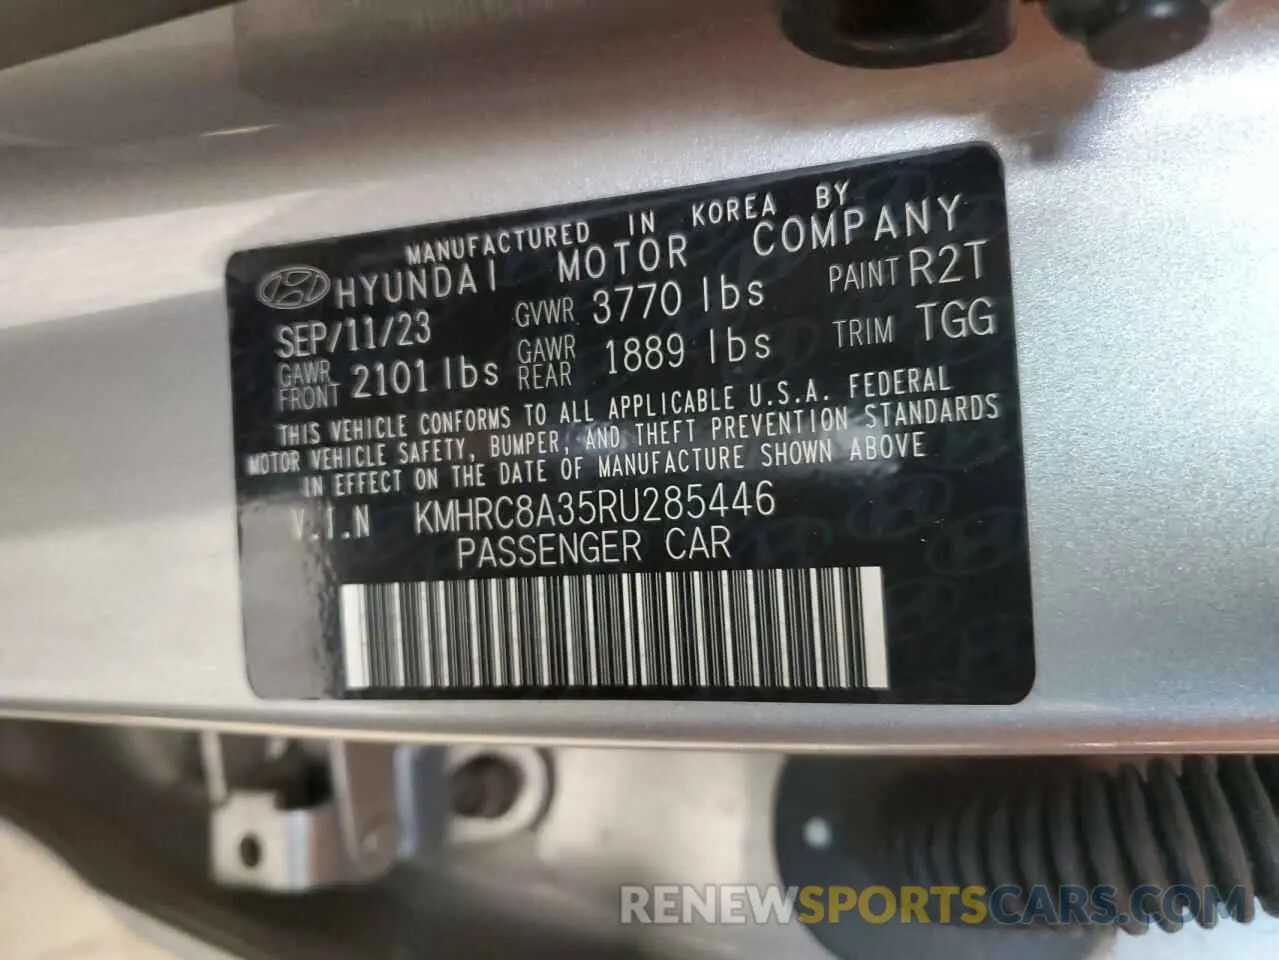 MANUFACTURED IN KOREA BY
HYUNDAI MOTOR COMPANY
SEP/11/23 GVWR 3770 lbs PAINT R2T
GAWR FRONT 2101 lbs GAWR REAR 1889 lbs TRIM TGG
THIS VEHICLE CONFORMS TO ALL APPLICABLE U.S.A. FEDERAL
MOTOR VEHICLE SAFETY, BUMPER, AND THEFT PREVENTION STANDARDS
IN EFFECT ON THE DATE OF MANUFACTURE SHOWN ABOVE
V.I.N KMHRC8A35RU285446
PASSENGER CAR
RENEWSPORTSCARS.COM